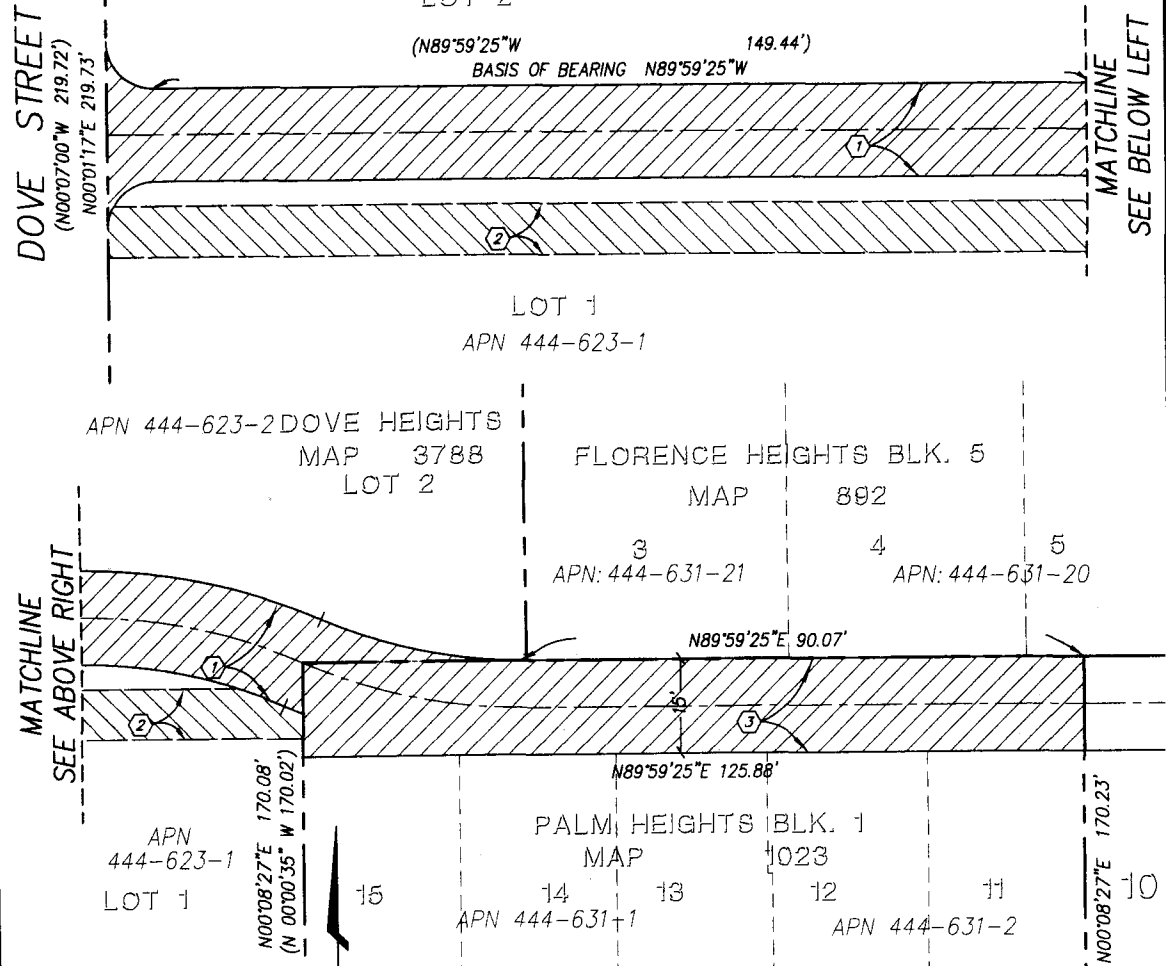 LOT 2
(N89°59'25"W 149.44')
BASIS OF BEARING N89°59'25"W
DOVE STREET
(N00°07'00"W 219.72')
N00°01'17"E 219.73'
MATCHLINE
SEE BELOW LEFT
1
2
LOT 1
APN 444-623-1
APN 444-623-2 DOVE HEIGHTS
MAP 3788
LOT 2
FLORENCE HEIGHTS BLK. 5
MAP 892
3
4
5
APN: 444-631-21
APN: 444-631-20
MATCHLINE
SEE ABOVE RIGHT
N89°59'25"E 90.07'
1
2
15'
3
N89°59'25"E 125.88'
N00°08'27"E 170.08'
(N 00°00'35" W 170.02')
N00°08'27"E 170.23'
APN
444-623-1
LOT 1
PALM HEIGHTS BLK. 1
MAP 1023
15
14
13
12
11
10
APN 444-631-1
APN 444-631-2